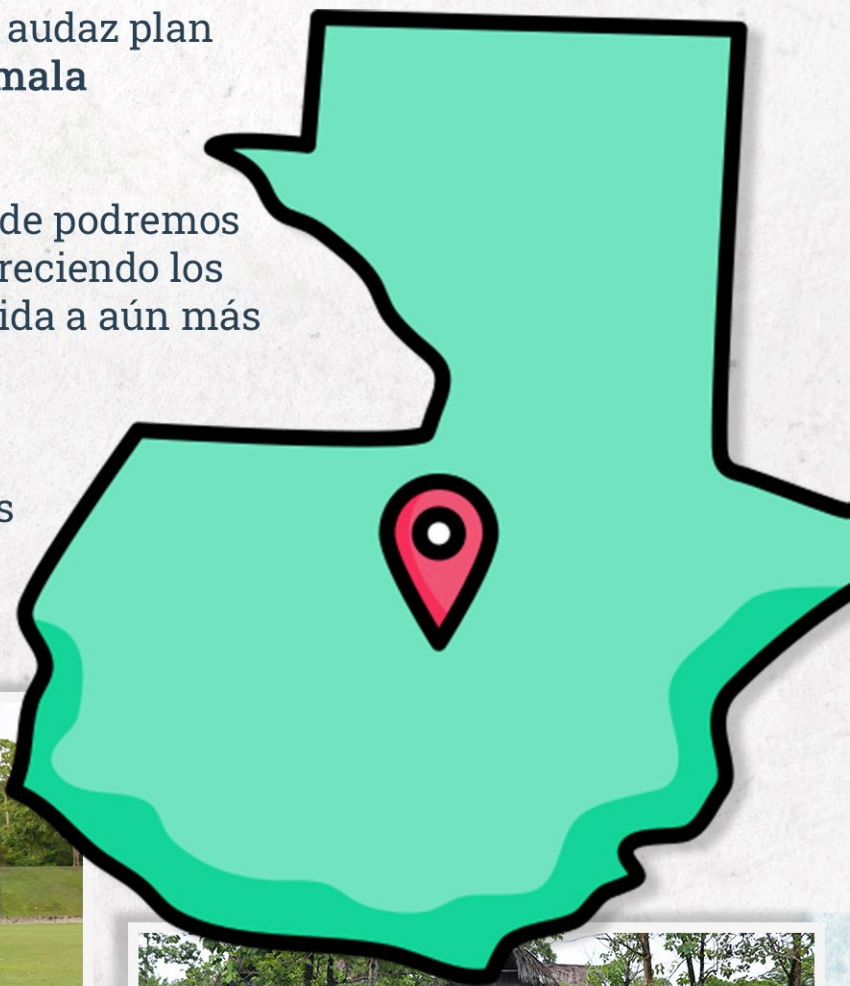 audaz plan
mala
de podremos
reciendo los
ida a aún más
s